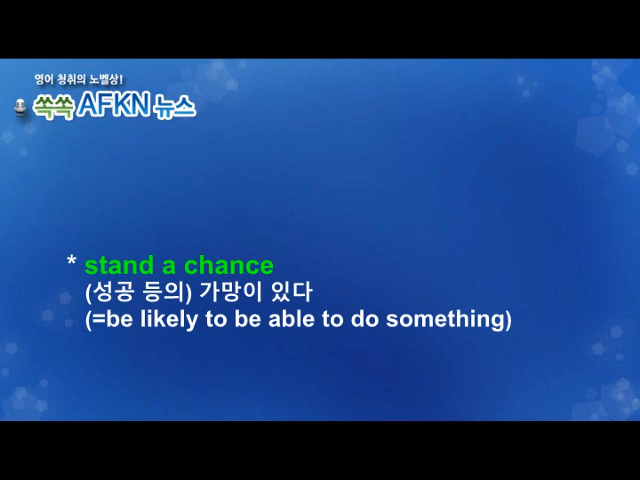 영어 청취의 노벨상!
쏙쏙 AFKN 뉴스
* stand a chance
(성공 등의) 가망이 있다
(=be likely to be able to do something)